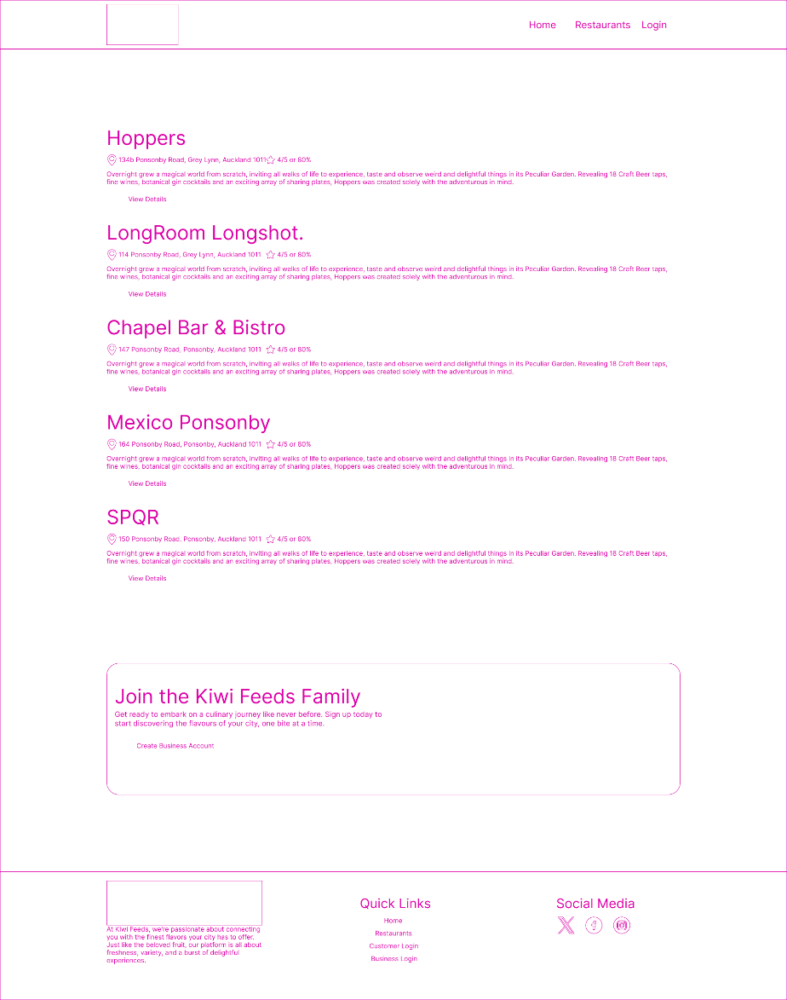 Home Restaurants Login
Hoppers
134b Ponsonby Road, Grey Lynn, Auckland 1011 4/5 or 80%
Overnight grew a magical world from scratch, inviting all walks of life to experience, taste and observe weird and delightful things in its Peculiar Garden. Revealing 18 Craft Beer taps,
fine wines, botanical gin cocktails and an exciting array of sharing plates, Hoppers was created solely with the adventurous in mind.
View Details
LongRoom Longshot.
114 Ponsonby Road, Grey Lynn, Auckland 1011 4/5 or 80%
Overnight grew a magical world from scratch, inviting all walks of life to experience, taste and observe weird and delightful things in its Peculiar Garden. Revealing 18 Craft Beer taps,
fine wines, botanical gin cocktails and an exciting array of sharing plates, Hoppers was created solely with the adventurous in mind.
View Details
Chapel Bar & Bistro
147 Ponsonby Road, Ponsonby, Auckland 1011 4/5 or 80%
Overnight grew a magical world from scratch, inviting all walks of life to experience, taste and observe weird and delightful things in its Peculiar Garden. Revealing 18 Craft Beer taps,
fine wines, botanical gin cocktails and an exciting array of sharing plates, Hoppers was created solely with the adventurous in mind.
View Details
Mexico Ponsonby
164 Ponsonby Road, Ponsonby, Auckland 1011 4/5 or 80%
Overnight grew a magical world from scratch, inviting all walks of life to experience, taste and observe weird and delightful things in its Peculiar Garden. Revealing 18 Craft Beer taps,
fine wines, botanical gin cocktails and an exciting array of sharing plates, Hoppers was created solely with the adventurous in mind.
View Details
SPQR
150 Ponsonby Road, Ponsonby, Auckland 1011 4/5 or 80%
Overnight grew a magical world from scratch, inviting all walks of life to experience, taste and observe weird and delightful things in its Peculiar Garden. Revealing 18 Craft Beer taps,
fine wines, botanical gin cocktails and an exciting array of sharing plates, Hoppers was created solely with the adventurous in mind.
View Details
Join the Kiwi Feeds Family
Get ready to embark on a culinary journey like never before. Sign up today to
start discovering the flavours of your city, one bite at a time.
Create Business Account
At Kiwi Feeds, we're passionate about connecting
you with the finest flavors your city has to offer.
Just like the beloved fruit, our platform is all about
freshness, variety, and a burst of delightful
experiences.
Quick Links
Home
Restaurants
Customer Login
Business Login
Social Media